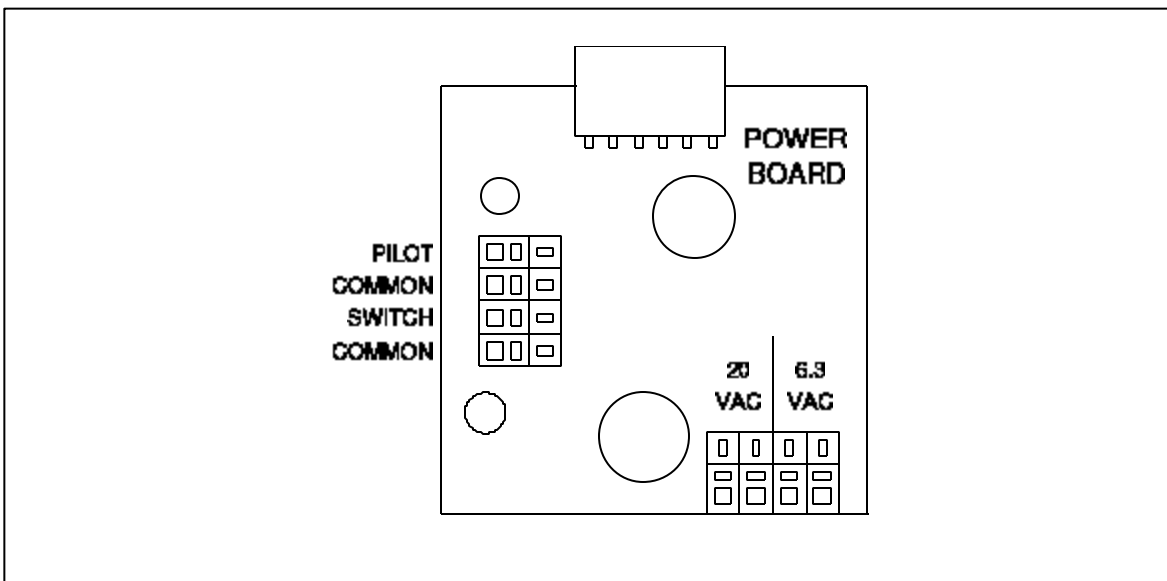 POWER
BOARD
PILOT
COMMON
SWITCH
COMMON
20
VAC
6.3
VAC